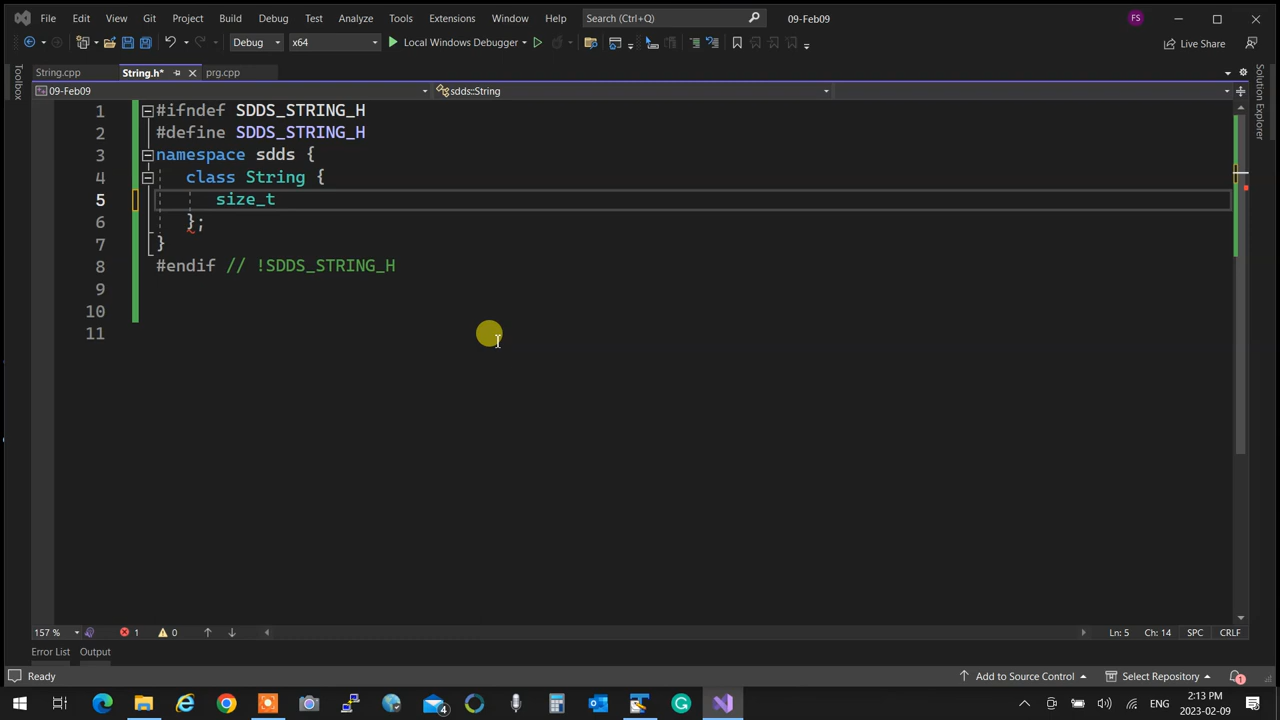 File Edit View Git Project Build Debug Test Analyze Tools Extensions Window Help Search (Ctrl+Q) 09-Feb09 FS
Debug x64 Local Windows Debugger Live Share
String.cpp String.h* prg.cpp
09-Feb09 sdds::String
Toolbox
Solution Explorer
1 #ifndef SDDS_STRING_H
2 #define SDDS_STRING_H
3 namespace sdds {
4 class String {
5 size_t
6 };
7 }
8 #endif // !SDDS_STRING_H
9
10
11
157 % 1 0 Ln: 5 Ch: 14 SPC CRLF
Error List Output
Ready Add to Source Control Select Repository 1
4 ENG 2:13 PM
2023-02-09